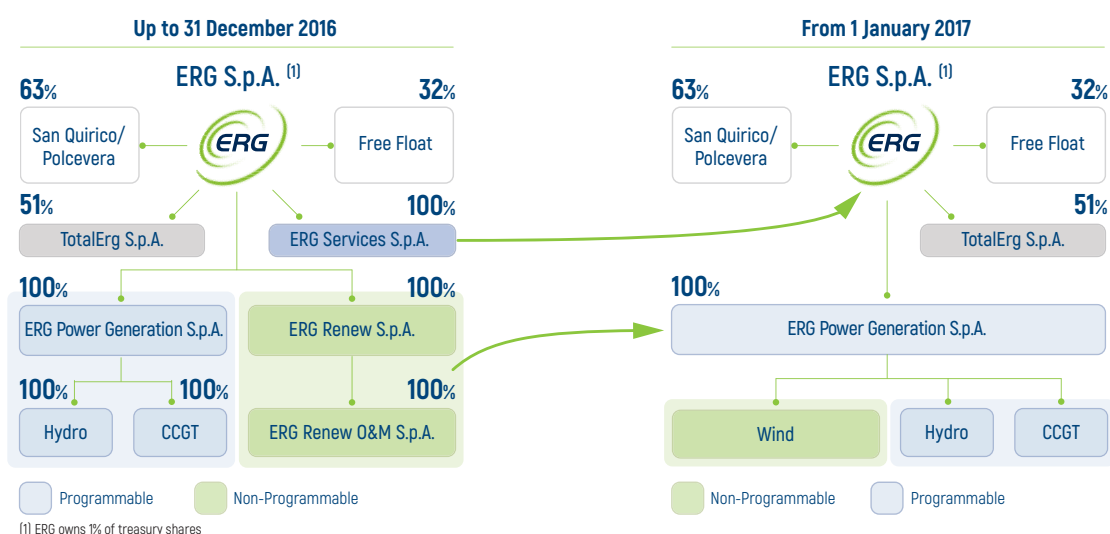 Up to 31 December 2016
ERG S.p.A. (1)
63%
32%
San Quirico/
Polcevera
ERG
Free Float
51%
100%
TotalErg S.p.A.
ERG Services S.p.A.
100%
100%
ERG Power Generation S.p.A.
ERG Renew S.p.A.
100%
100%
100%
Hydro
CCGT
ERG Renew O&M S.p.A.
Programmable
Non-Programmable
(1) ERG owns 1% of treasury shares
From 1 January 2017
ERG S.p.A. (1)
63%
32%
San Quirico/
Polcevera
ERG
Free Float
51%
TotalErg S.p.A.
100%
ERG Power Generation S.p.A.
Wind
Hydro
CCGT
Non-Programmable
Programmable